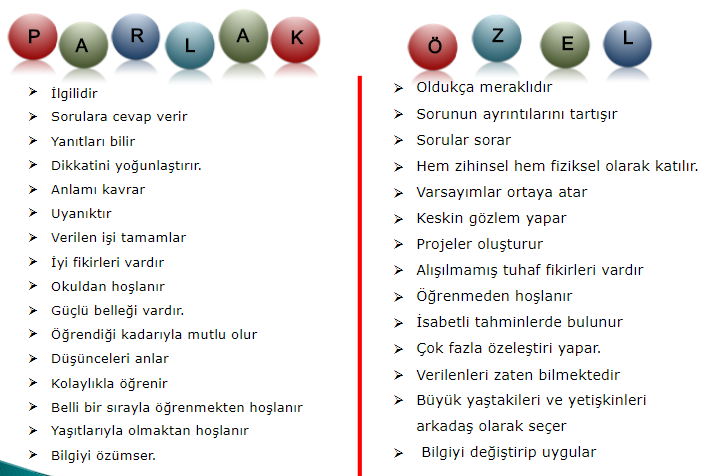 PARLAK
İlgilidir
Sorulara cevap verir
Yanıtları bilir
Dikkatini yoğunlaştırır.
Anlamı kavrar
Uyanıktır
Verilen işi tamamlar
İyi fikirleri vardır
Okuldan hoşlanır
Güçlü belleği vardır.
Öğrendiği kadarıyla mutlu olur
Düşünceleri anlar
Kolaylıkla öğrenir
Belli bir sırayla öğrenmekten hoşlanır
Yaşıtlarıyla olmaktan hoşlanır
Bilgiyi özümser.
ÖZEL
Oldukça meraklıdır
Sorunun ayrıntılarını tartışır
Sorular sorar
Hem zihinsel hem fiziksel olarak katılır.
Varsayımlar ortaya atar
Keskin gözlem yapar
Projeler oluşturur
Alışılmamış tuhaf fikirleri vardır
Öğrenmeden hoşlanır
İsabetli tahminlerde bulunur
Çok fazla özeleştiri yapar.
Verilenleri zaten bilmektedir
Büyük yaştakileri ve yetişkinleri
arkadaş olarak seçer
Bilgiyi değiştirip uygular